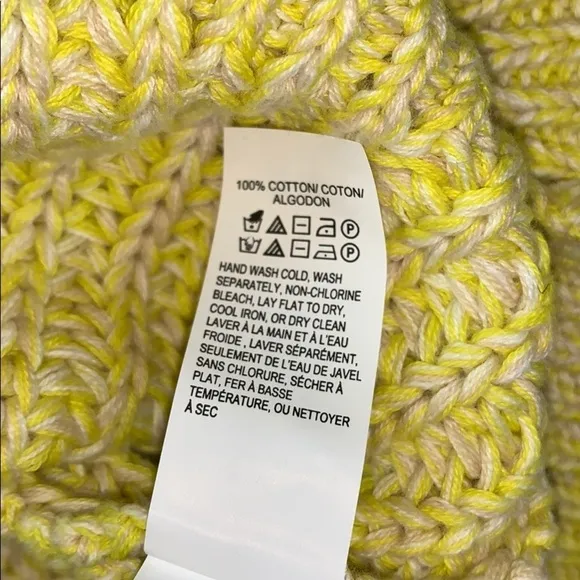 100% COTTON/ COTON/
ALGODON
HAND WASH COLD, WASH
SEPARATELY, NON-CHLORINE
BLEACH, LAY FLAT TO DRY,
COOL IRON, OR DRY CLEAN
LAVER À LA MAIN ET À L'EAU
FROIDE , LAVER SÉPARÉMENT,
SEULEMENT DE L'EAU DE JAVEL
SANS CHLORURE, SÉCHER À
PLAT, FER À BASSE
TEMPÉRATURE, OU NETTOYER
À SEC